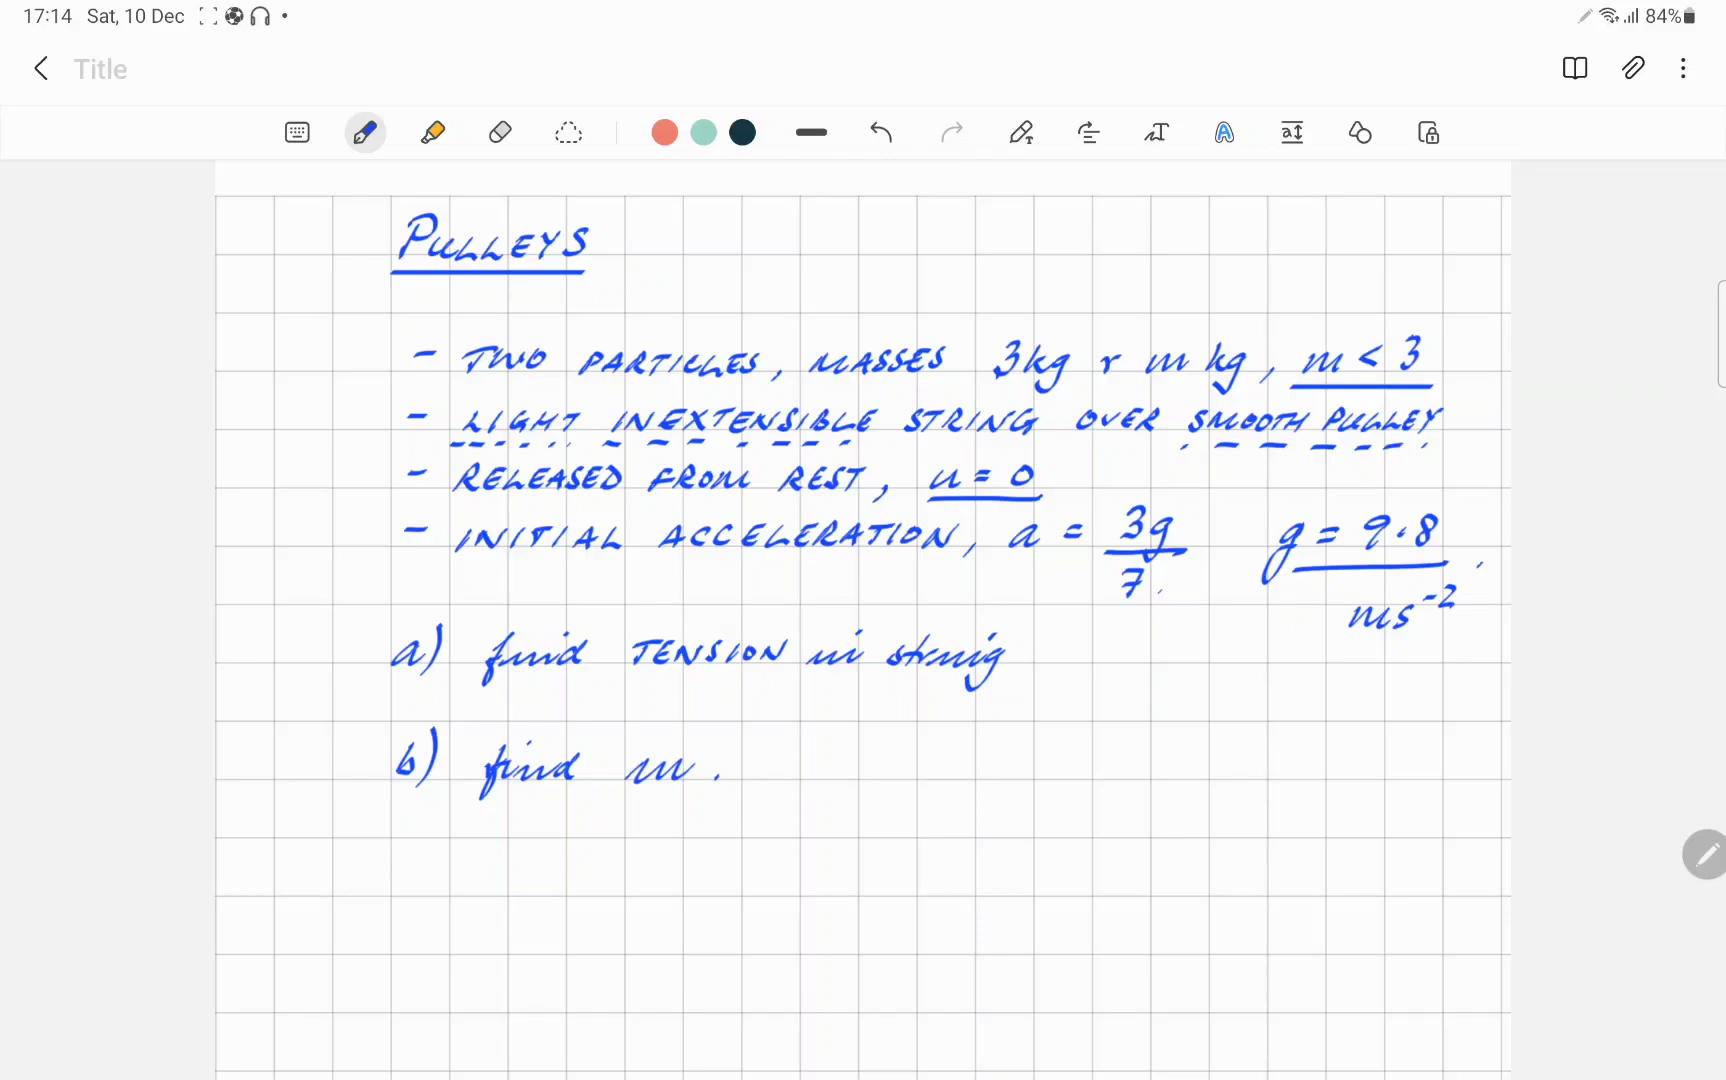 17:14 Sat, 10 Dec 84%
Title
PULLEYS
- TWO PARTICLES, MASSES 3kg r m kg, m < 3
- LIGHT INEXTENSIBLE STRING OVER SMOOTH PULLEY
- RELEASED FROM REST, u = 0
- INITIAL ACCELERATION, a = 3g/7. g = 9.8 ms⁻²
a) find TENSION in string
b) find m.